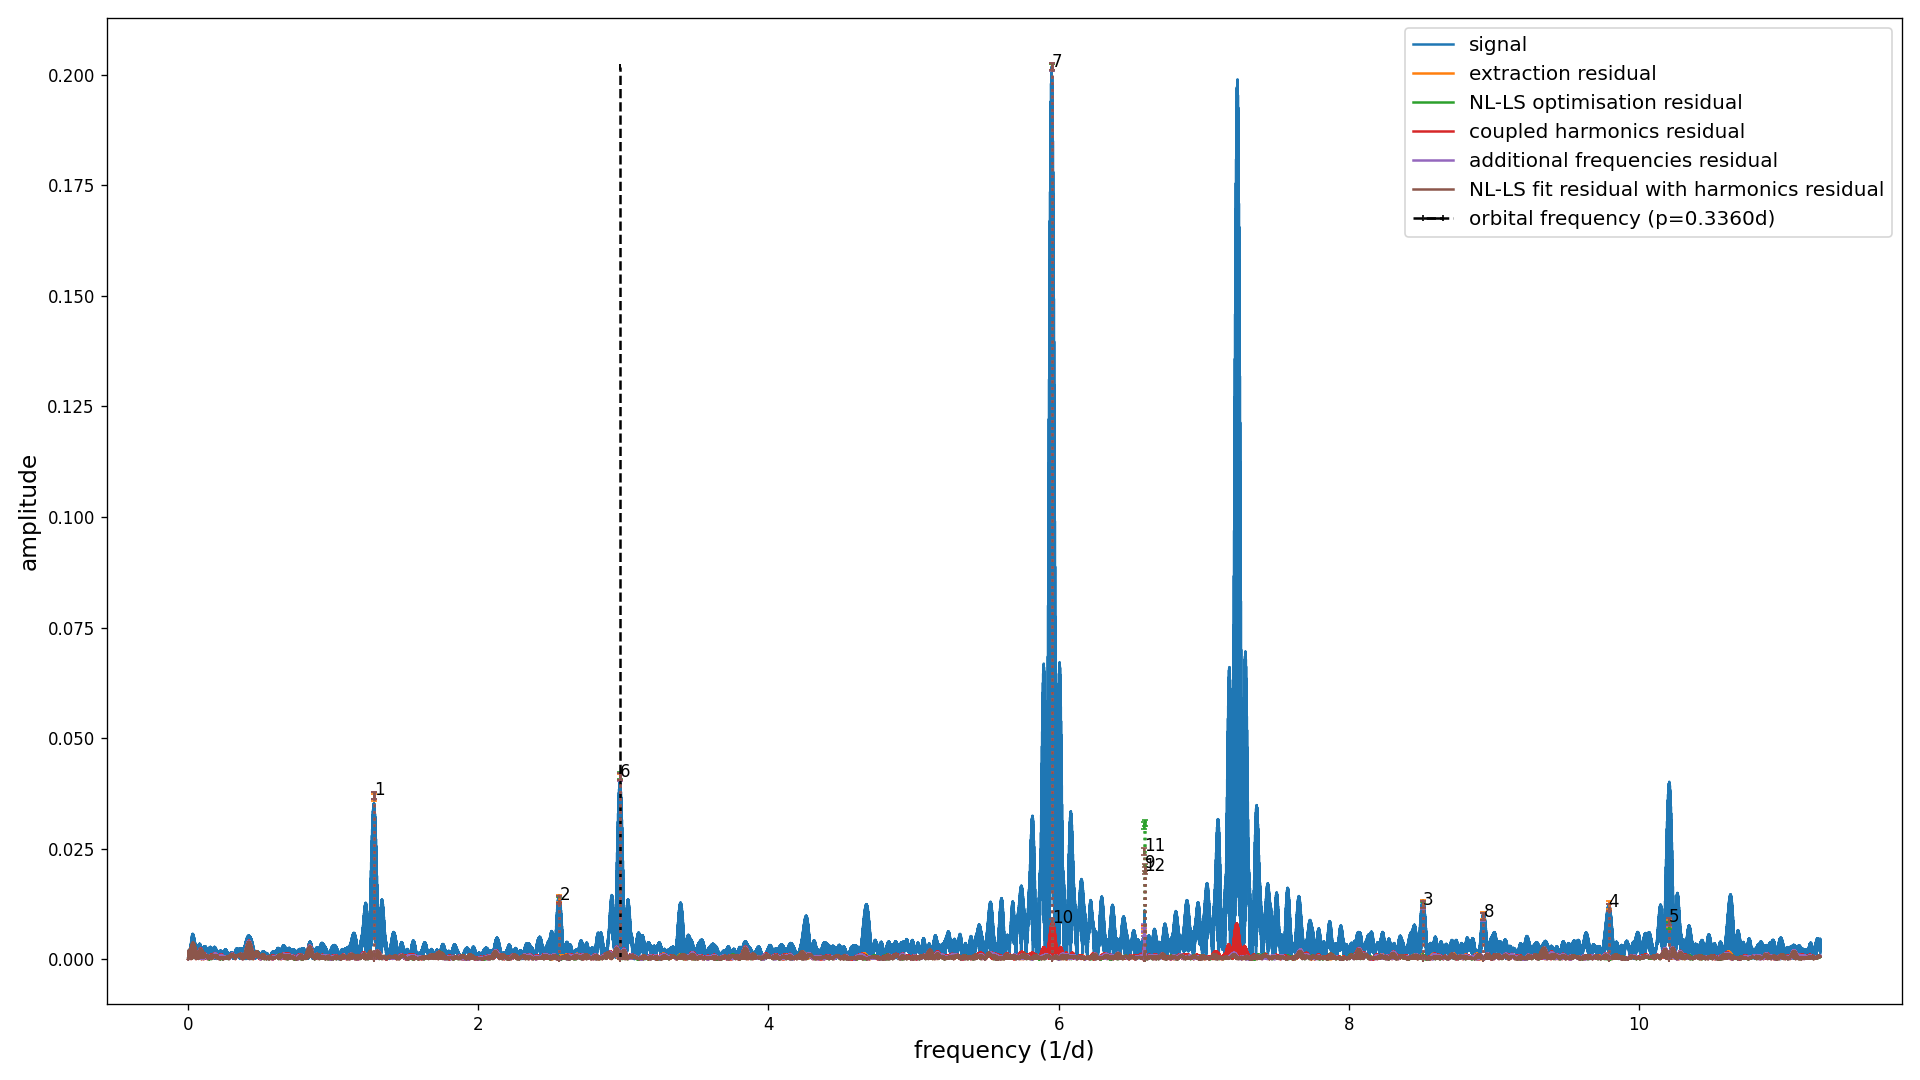 signal
extraction residual
NL-LS optimisation residual
coupled harmonics residual
additional frequencies residual
NL-LS fit residual with harmonics residual
orbital frequency (p=0.3360d)
amplitude
0.200
0.175
0.150
0.125
0.100
0.075
0.050
0.025
0.000
7
6
1
11
9
12
2
3
4
8
5
10
0 2 4 6 8 10
frequency (1/d)